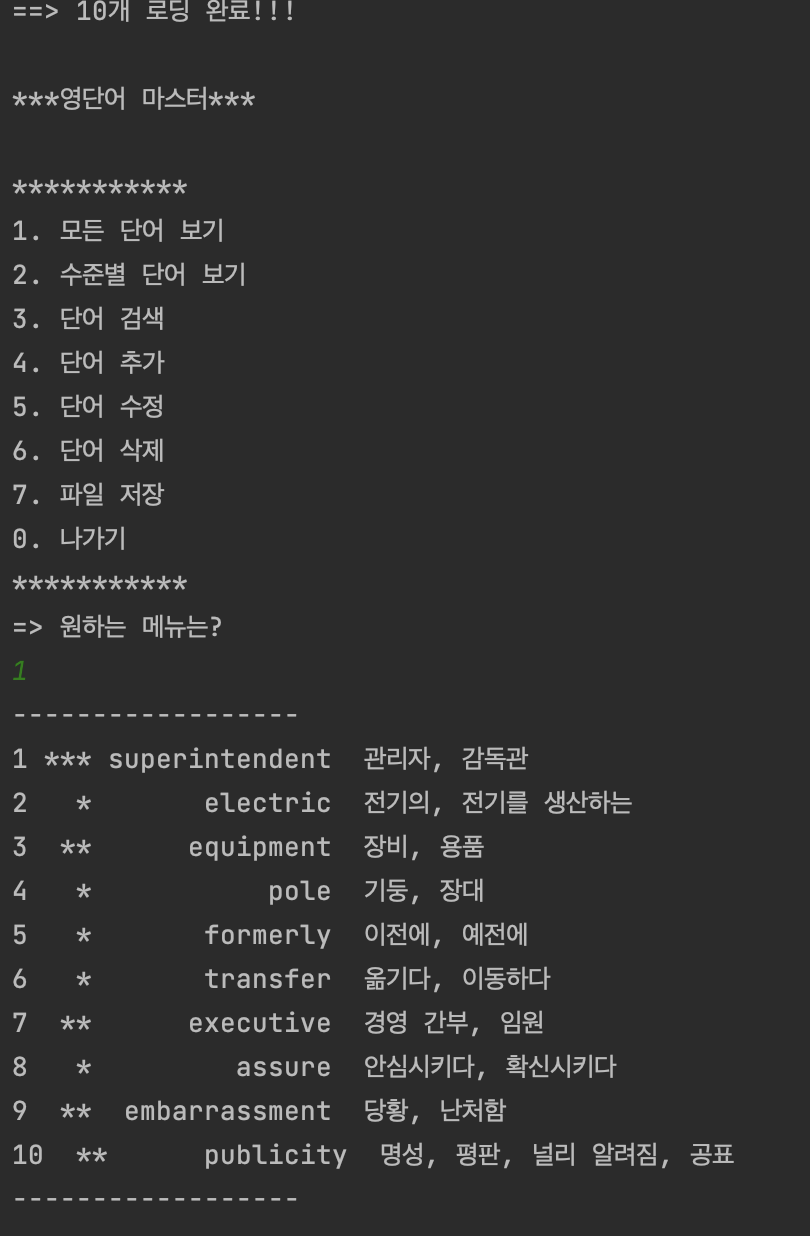 ==> 10개 로딩 완료!!!
***영단어 마스터***
***********
1. 모든 단어 보기
2. 수준별 단어 보기
3. 단어 검색
4. 단어 추가
5. 단어 수정
6. 단어 삭제
7. 파일 저장
0. 나가기
***********
=> 원하는 메뉴는?
1
------------------
1 *** superintendent  관리자, 감독관
2   *       electric  전기의, 전기를 생산하는
3  **      equipment  장비, 용품
4   *           pole  기둥, 장대
5   *       formerly  이전에, 예전에
6   *       transfer  옮기다, 이동하다
7  **      executive  경영 간부, 임원
8   *         assure  안심시키다, 확신시키다
9  **  embarrassment  당황, 난처함
10  **      publicity  명성, 평판, 널리 알려짐, 공표
------------------